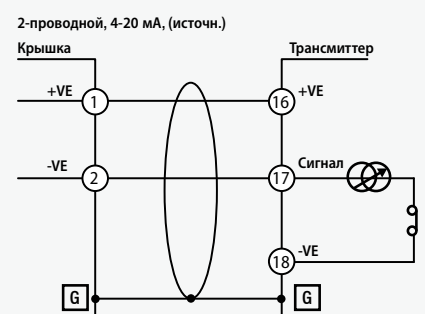 2-проводной, 4-20 мА, (источн.)
Крышка
Трансмиттер
+VE
1
16
+VE
-VE
2
17
Сигнал
18
-VE
G
G